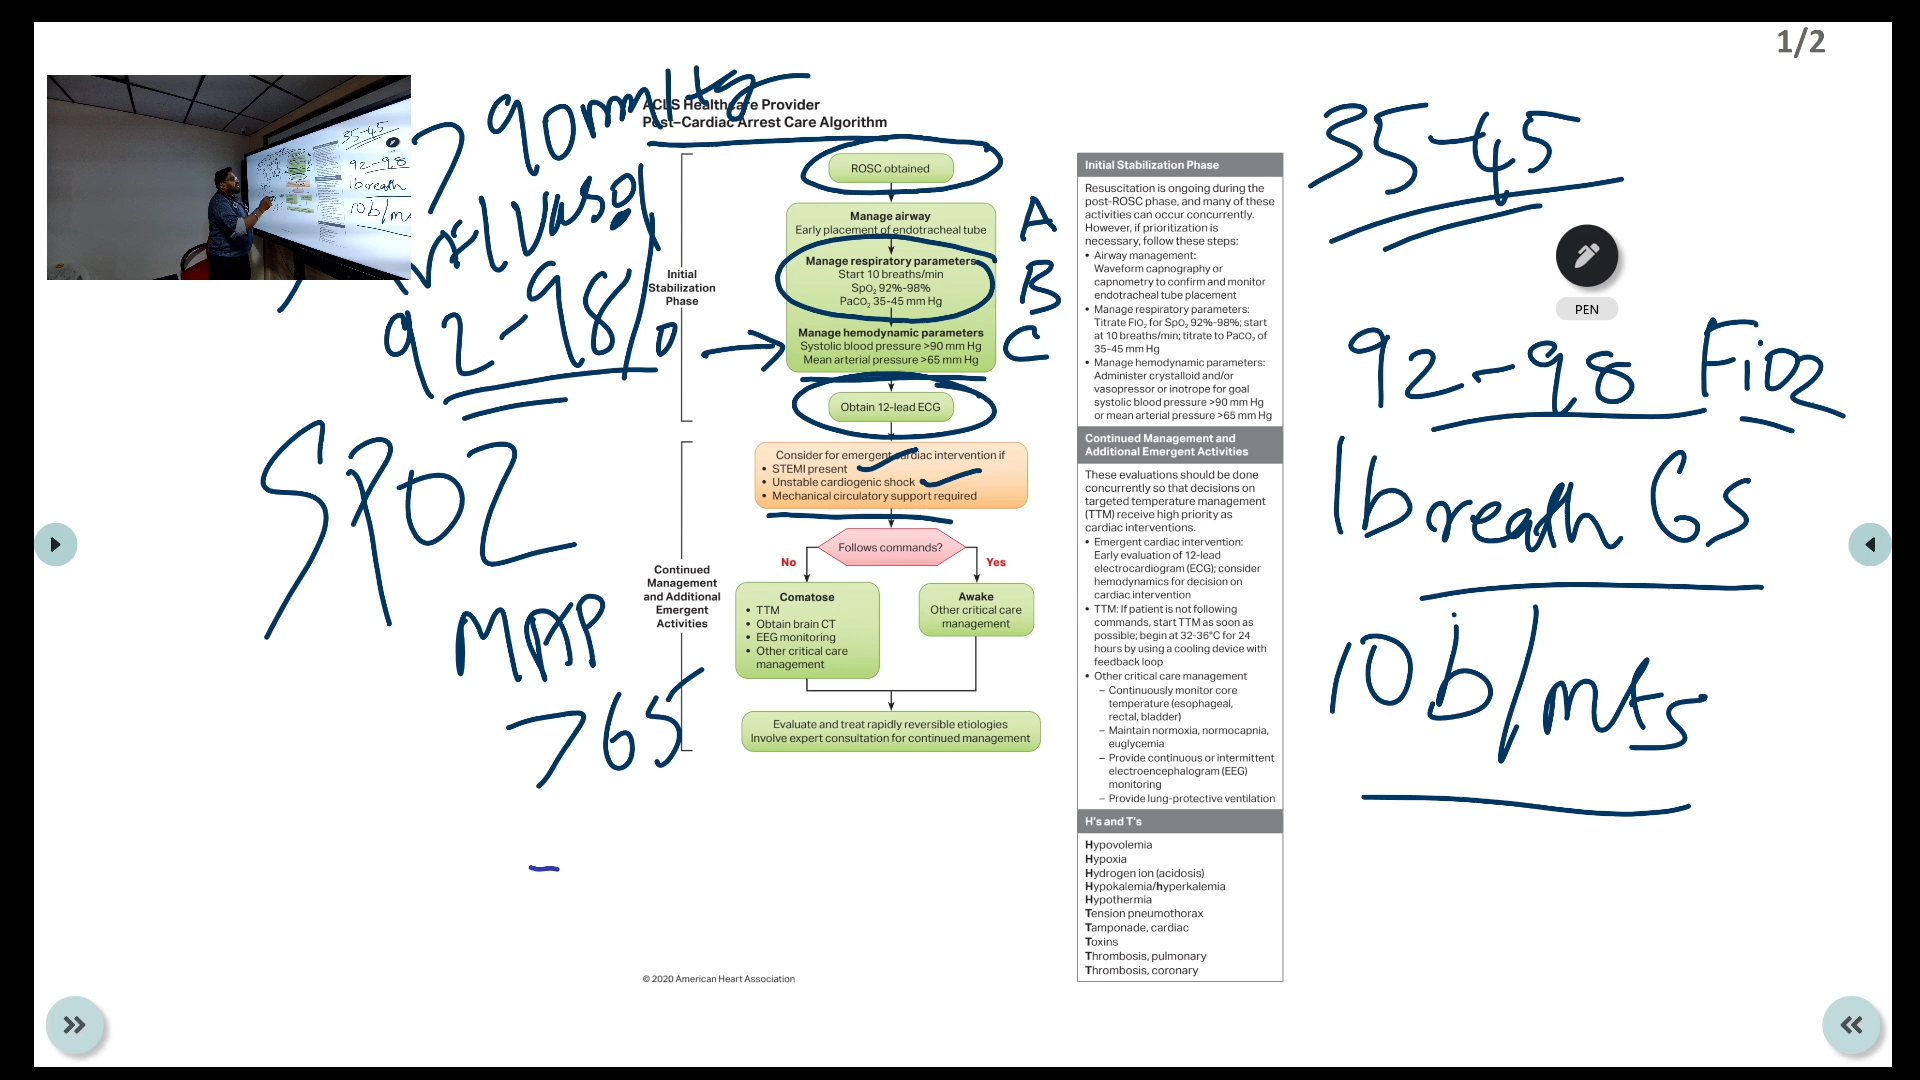 1/2
> 90mmHg
ACLS Healthcare Provider
Post–Cardiac Arrest Care Algorithm
92-98%
SPO2
MAP
>65
Initial
Stabilization
Phase
ROSC obtained
Manage airway
Early placement of endotracheal tube
A
Manage respiratory parameters
Start 10 breaths/min
SpO₂ 92%-98%
PaCO₂ 35-45 mm Hg
B
Manage hemodynamic parameters
Systolic blood pressure >90 mm Hg
Mean arterial pressure >65 mm Hg
C
Obtain 12-lead ECG
Continued
Management
and Additional
Emergent
Activities
Consider for emergent cardiac intervention if
• STEMI present
• Unstable cardiogenic shock
• Mechanical circulatory support required
Follows commands?
No
Yes
Comatose
• TTM
• Obtain brain CT
• EEG monitoring
• Other critical care
management
Awake
Other critical care
management
Evaluate and treat rapidly reversible etiologies
Involve expert consultation for continued management
© 2020 American Heart Association
Initial Stabilization Phase
Resuscitation is ongoing during the
post-ROSC phase, and many of these
activities can occur concurrently.
However, if prioritization is
necessary, follow these steps:
• Airway management:
Waveform capnography or
capnometry to confirm and monitor
endotracheal tube placement
• Manage respiratory parameters:
Titrate FIO₂ for SpO₂ 92%-98%; start
at 10 breaths/min; titrate to PaCO₂ of
35-45 mm Hg
• Manage hemodynamic parameters:
Administer crystalloid and/or
vasopressor or inotrope for goal
systolic blood pressure >90 mm Hg
or mean arterial pressure >65 mm Hg
Continued Management and
Additional Emergent Activities
These evaluations should be done
concurrently so that decisions on
targeted temperature management
(TTM) receive high priority as
cardiac interventions.
• Emergent cardiac intervention:
Early evaluation of 12-lead
electrocardiogram (ECG); consider
hemodynamics for decision on
cardiac intervention
• TTM: If patient is not following
commands, start TTM as soon as
possible; begin at 32-36°C for 24
hours by using a cooling device with
feedback loop
• Other critical care management
– Continuously monitor core
temperature (esophageal,
rectal, bladder)
– Maintain normoxia, normocapnia,
euglycemia
– Provide continuous or intermittent
electroencephalogram (EEG)
monitoring
– Provide lung-protective ventilation
H's and T's
Hypovolemia
Hypoxia
Hydrogen ion (acidosis)
Hypokalemia/hyperkalemia
Hypothermia
Tension pneumothorax
Tamponade, cardiac
Toxins
Thrombosis, pulmonary
Thrombosis, coronary
35-45
PEN
92-98 FiO2
1breath 6s
10b/mts